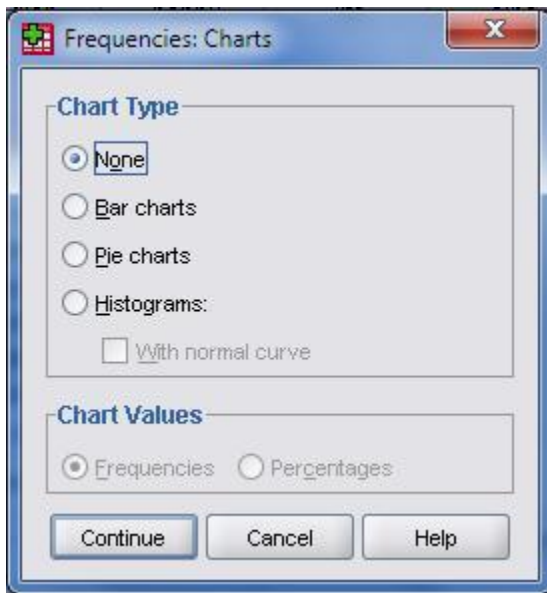 Frequencies: Charts
Chart Type
None
Bar charts
Pie charts
Histograms:
With normal curve
Chart Values
Frequencies Percentages
Continue Cancel Help